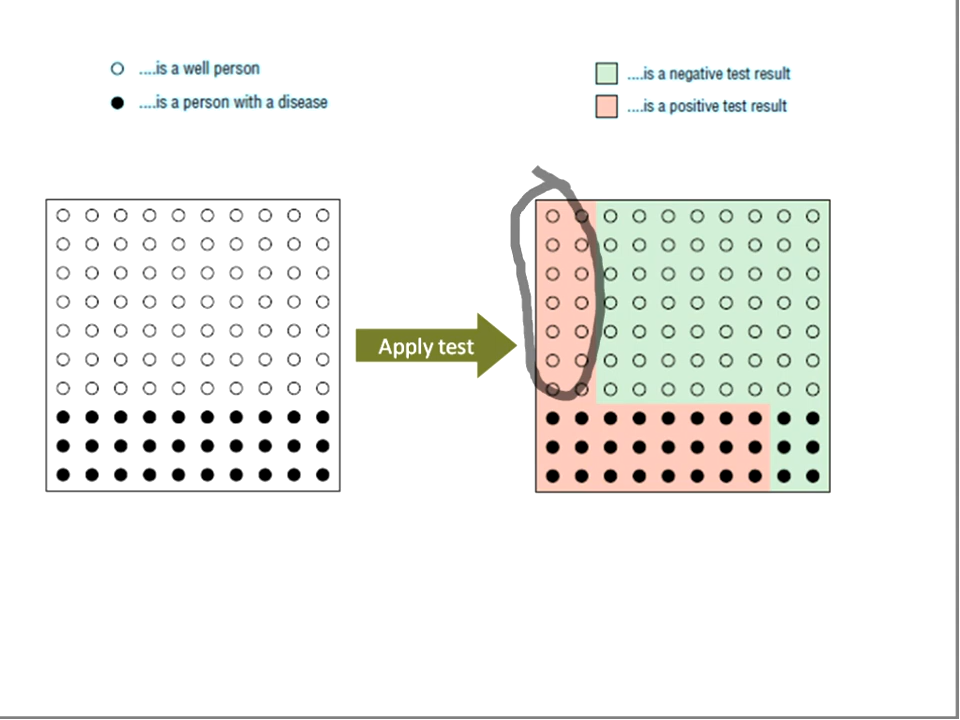 ....is a well person
....is a person with a disease
....is a negative test result
....is a positive test result
Apply test